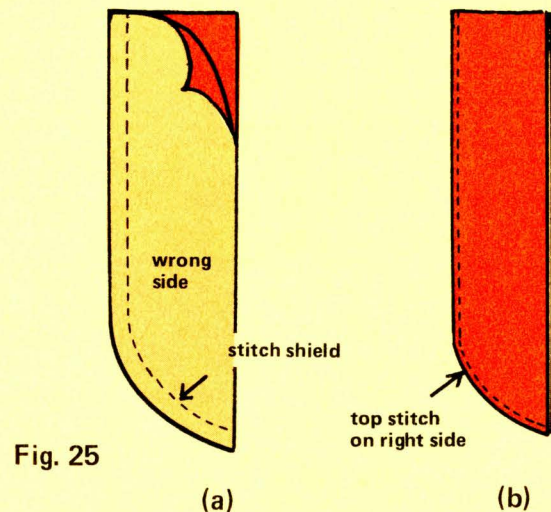 wrong
side
stitch shield
top stitch
on right side
Fig. 25
(a)
(b)